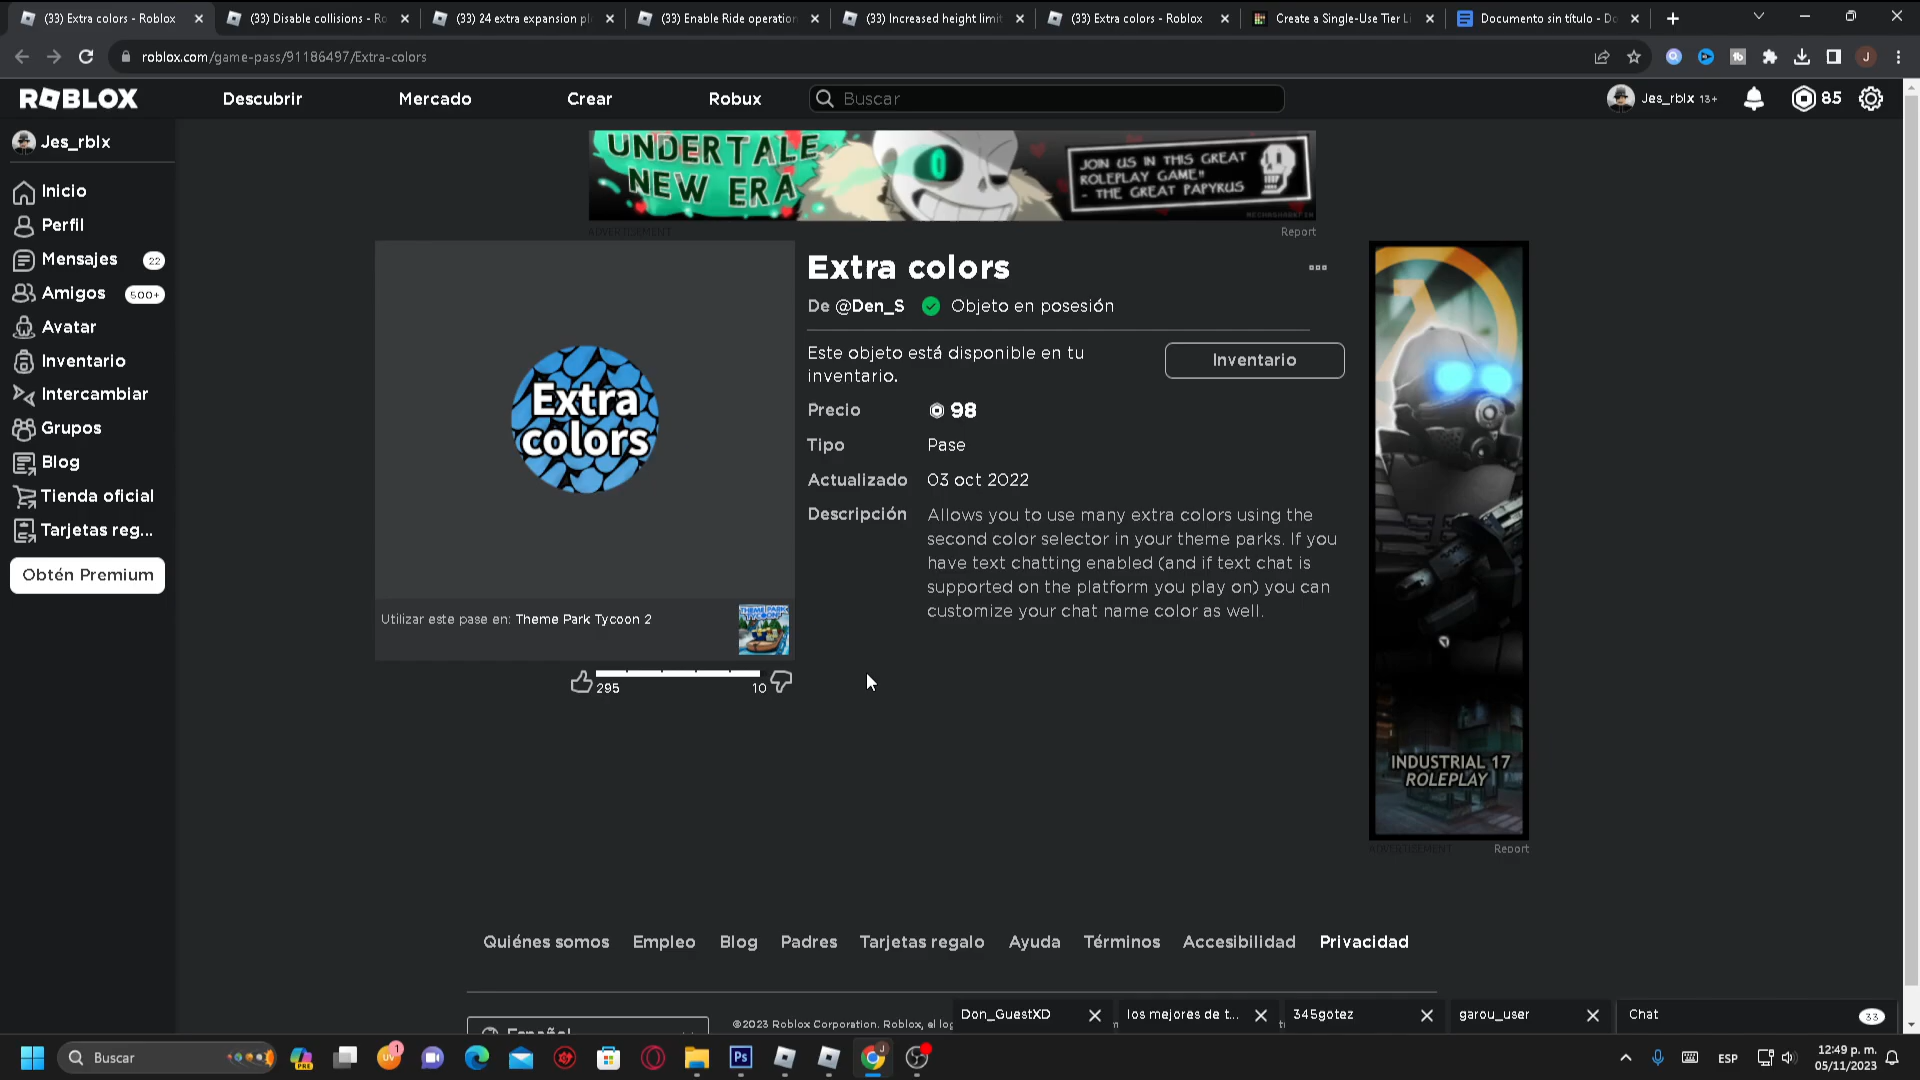 (33) Extra colors - Roblox
(33) Disable collisions - Ro
(33) 24 extra expansion pl
(33) Enable Ride operation
(33) Increased height limit
(33) Extra colors - Roblox
Create a Single-Use Tier Li
Documento sin título - Do
roblox.com/game-pass/91186497/Extra-colors
ROBLOX
Descubrir
Mercado
Crear
Robux
Buscar
Jes_rblx 13+
85
Jes_rblx
Inicio
Perfil
Mensajes 22
Amigos 500+
Avatar
Inventario
Intercambiar
Grupos
Blog
Tienda oficial
Tarjetas reg...
Obtén Premium
UNDERTALE
NEW ERA
JOIN US IN THIS GREAT
ROLEPLAY GAME"
- THE GREAT PAPYRUS
ADVERTISEMENT
Report
Extra
colors
Utilizar este pase en: Theme Park Tycoon 2
295
10
Extra colors
De @Den_S Objeto en posesión
Este objeto está disponible en tu
inventario.
Inventario
Precio 98
Tipo Pase
Actualizado 03 oct 2022
Descripción Allows you to use many extra colors using the
second color selector in your theme parks. If you
have text chatting enabled (and if text chat is
supported on the platform you play on) you can
customize your chat name color as well.
INDUSTRIAL 17
ROLEPLAY
ADVERTISEMENT
Report
Quiénes somos
Empleo
Blog
Padres
Tarjetas regalo
Ayuda
Términos
Accesibilidad
Privacidad
Español
©2023 Roblox Corporation. Roblox, el log
Don_GuestXD
los mejores de t...
345gotez
garou_user
Chat
33
Buscar
PRE
1
Ps
ESP
12:49 p. m.
05/11/2023